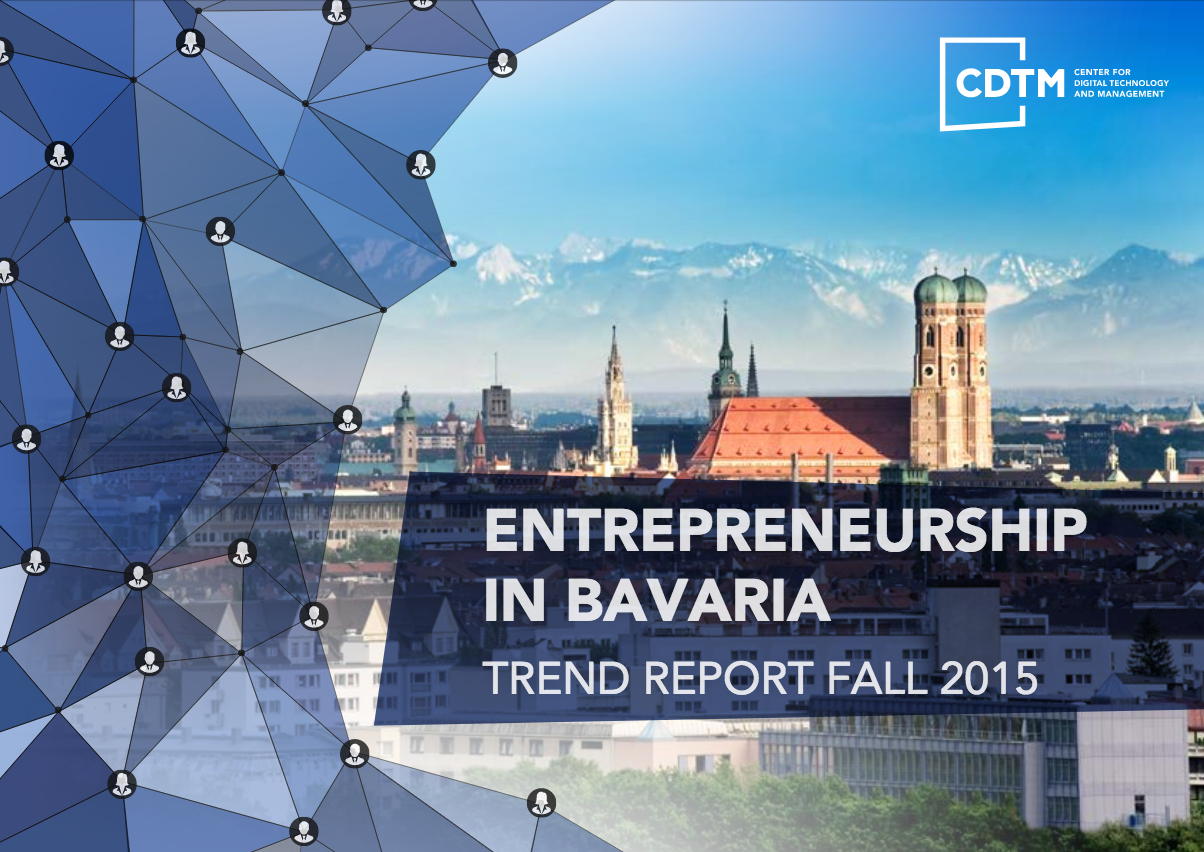 CDTM
CENTER FOR
DIGITAL TECHNOLOGY
AND MANAGEMENT
ENTREPRENEURSHIP
IN BAVARIA
TREND REPORT FALL 2015